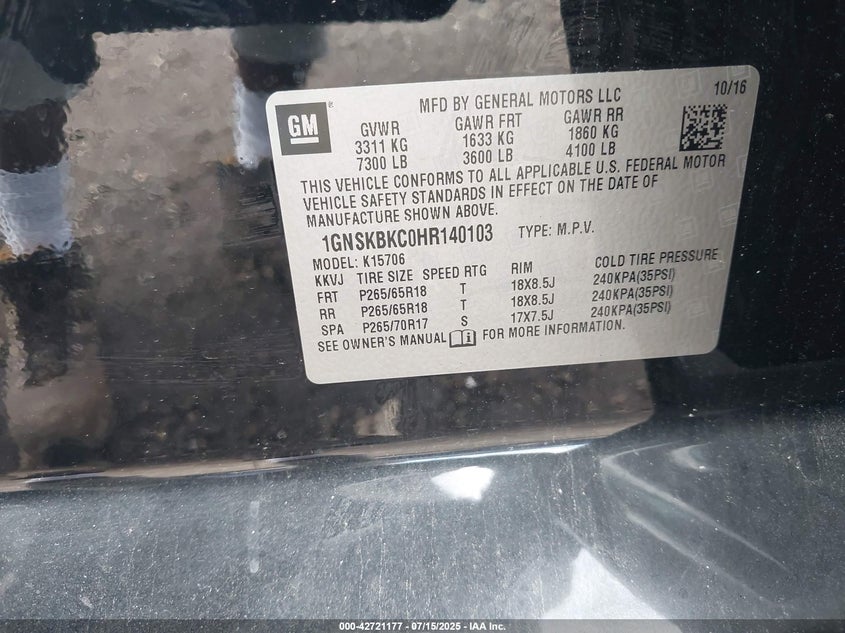 GM
MFD BY GENERAL MOTORS LLC
10/16
GVWR GAWR FRT GAWR RR
3311 KG 1633 KG 1860 KG
7300 LB 3600 LB 4100 LB
THIS VEHICLE CONFORMS TO ALL APPLICABLE U.S. FEDERAL MOTOR
VEHICLE SAFETY STANDARDS IN EFFECT ON THE DATE OF
MANUFACTURE SHOWN ABOVE.
1GNSKBKC0HR140103 TYPE: M.P.V.
MODEL: K15706
KKVJ TIRE SIZE SPEED RTG RIM COLD TIRE PRESSURE
FRT P265/65R18 T 18X8.5J 240KPA(35PSI)
RR P265/65R18 T 18X8.5J 240KPA(35PSI)
SPA P265/70R17 S 17X7.5J 240KPA(35PSI)
SEE OWNER'S MANUAL FOR MORE INFORMATION.
000-42721177 - 07/15/2025 - IAA Inc.